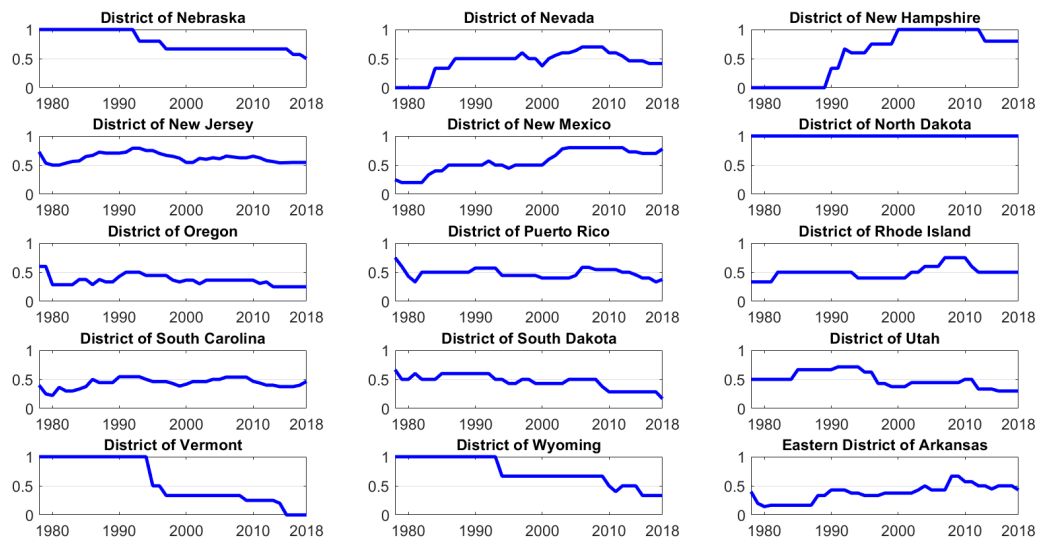 District of Nebraska
District of Nevada
District of New Hampshire
1
0.5
0
1980 1990 2000 2010 2018
1
0.5
0
1980 1990 2000 2010 2018
1
0.5
0
1980 1990 2000 2010 2018
District of New Jersey
District of New Mexico
District of North Dakota
1
0.5
0
1980 1990 2000 2010 2018
1
0.5
0
1980 1990 2000 2010 2018
1
0.5
0
1980 1990 2000 2010 2018
District of Oregon
District of Puerto Rico
District of Rhode Island
1
0.5
0
1980 1990 2000 2010 2018
1
0.5
0
1980 1990 2000 2010 2018
1
0.5
0
1980 1990 2000 2010 2018
District of South Carolina
District of South Dakota
District of Utah
1
0.5
0
1980 1990 2000 2010 2018
1
0.5
0
1980 1990 2000 2010 2018
1
0.5
0
1980 1990 2000 2010 2018
District of Vermont
District of Wyoming
Eastern District of Arkansas
1
0.5
0
1980 1990 2000 2010 2018
1
0.5
0
1980 1990 2000 2010 2018
1
0.5
0
1980 1990 2000 2010 2018